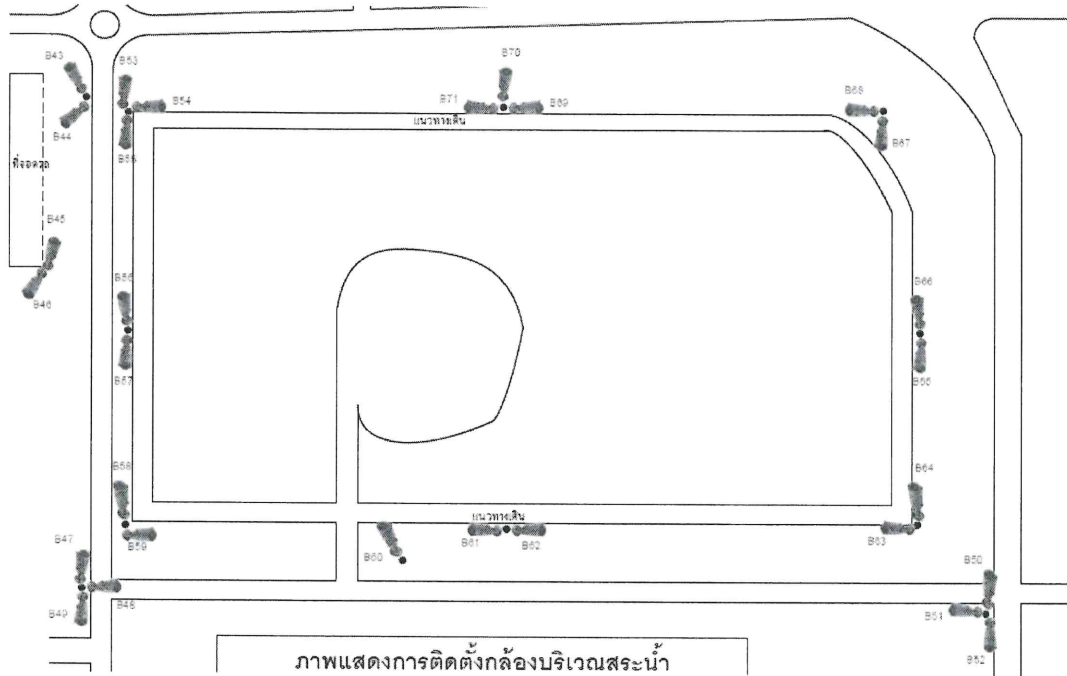 B70
B43
B53
B71
B69
B54
B68
แนวทางเดิน
B44
B67
B55
ที่จอดรถ
B45
B56
B66
B46
B57
B65
B58
B64
แนวทางเดิน
B61
B62
B63
B59
B60
B47
B50
B48
B49
B51
B52
ภาพแสดงการติดตั้งกล้องบริเวณสระน้ำ